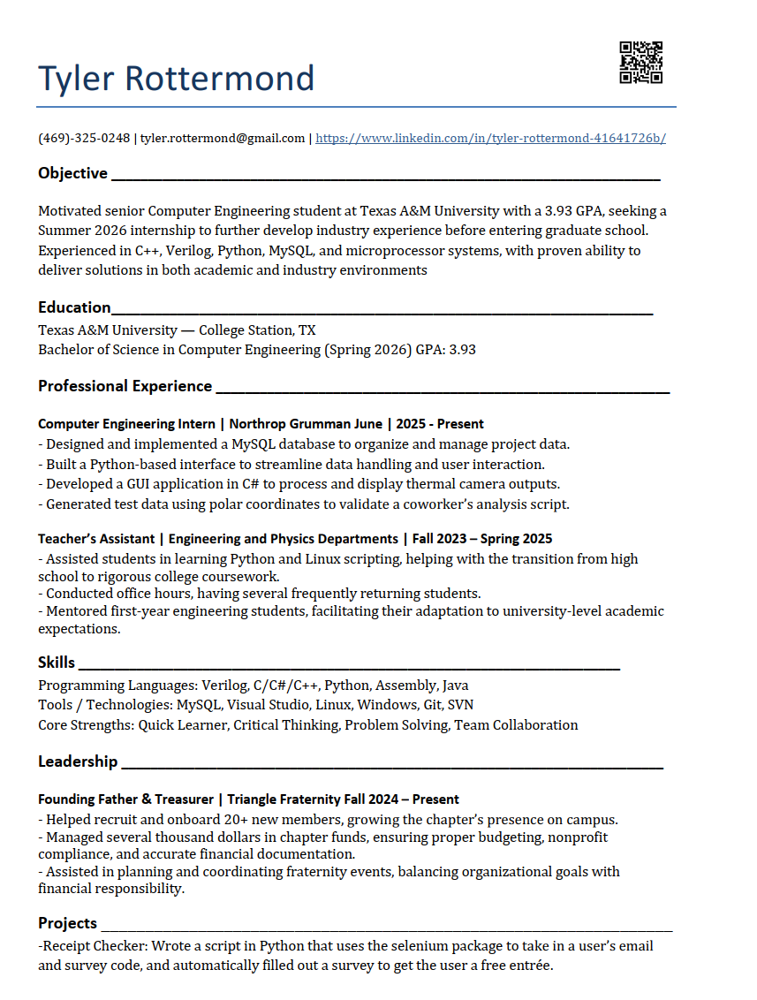 Tyler Rottermond
(469)-325-0248 | tyler.rottermond@gmail.com | https://www.linkedin.com/in/tyler-rottermond-41641726b/
Objective
Motivated senior Computer Engineering student at Texas A&M University with a 3.93 GPA, seeking a
Summer 2026 internship to further develop industry experience before entering graduate school.
Experienced in C++, Verilog, Python, MySQL, and microprocessor systems, with proven ability to
deliver solutions in both academic and industry environments
Education
Texas A&M University — College Station, TX
Bachelor of Science in Computer Engineering (Spring 2026) GPA: 3.93
Professional Experience
Computer Engineering Intern | Northrop Grumman June | 2025 - Present
- Designed and implemented a MySQL database to organize and manage project data.
- Built a Python-based interface to streamline data handling and user interaction.
- Developed a GUI application in C# to process and display thermal camera outputs.
- Generated test data using polar coordinates to validate a coworker’s analysis script.
Teacher’s Assistant | Engineering and Physics Departments | Fall 2023 – Spring 2025
- Assisted students in learning Python and Linux scripting, helping with the transition from high
school to rigorous college coursework.
- Conducted office hours, having several frequently returning students.
- Mentored first-year engineering students, facilitating their adaptation to university-level academic
expectations.
Skills
Programming Languages: Verilog, C/C#/C++, Python, Assembly, Java
Tools / Technologies: MySQL, Visual Studio, Linux, Windows, Git, SVN
Core Strengths: Quick Learner, Critical Thinking, Problem Solving, Team Collaboration
Leadership
Founding Father & Treasurer | Triangle Fraternity Fall 2024 – Present
- Helped recruit and onboard 20+ new members, growing the chapter’s presence on campus.
- Managed several thousand dollars in chapter funds, ensuring proper budgeting, nonprofit
compliance, and accurate financial documentation.
- Assisted in planning and coordinating fraternity events, balancing organizational goals with
financial responsibility.
Projects
-Receipt Checker: Wrote a script in Python that uses the selenium package to take in a user’s email
and survey code, and automatically filled out a survey to get the user a free entrée.